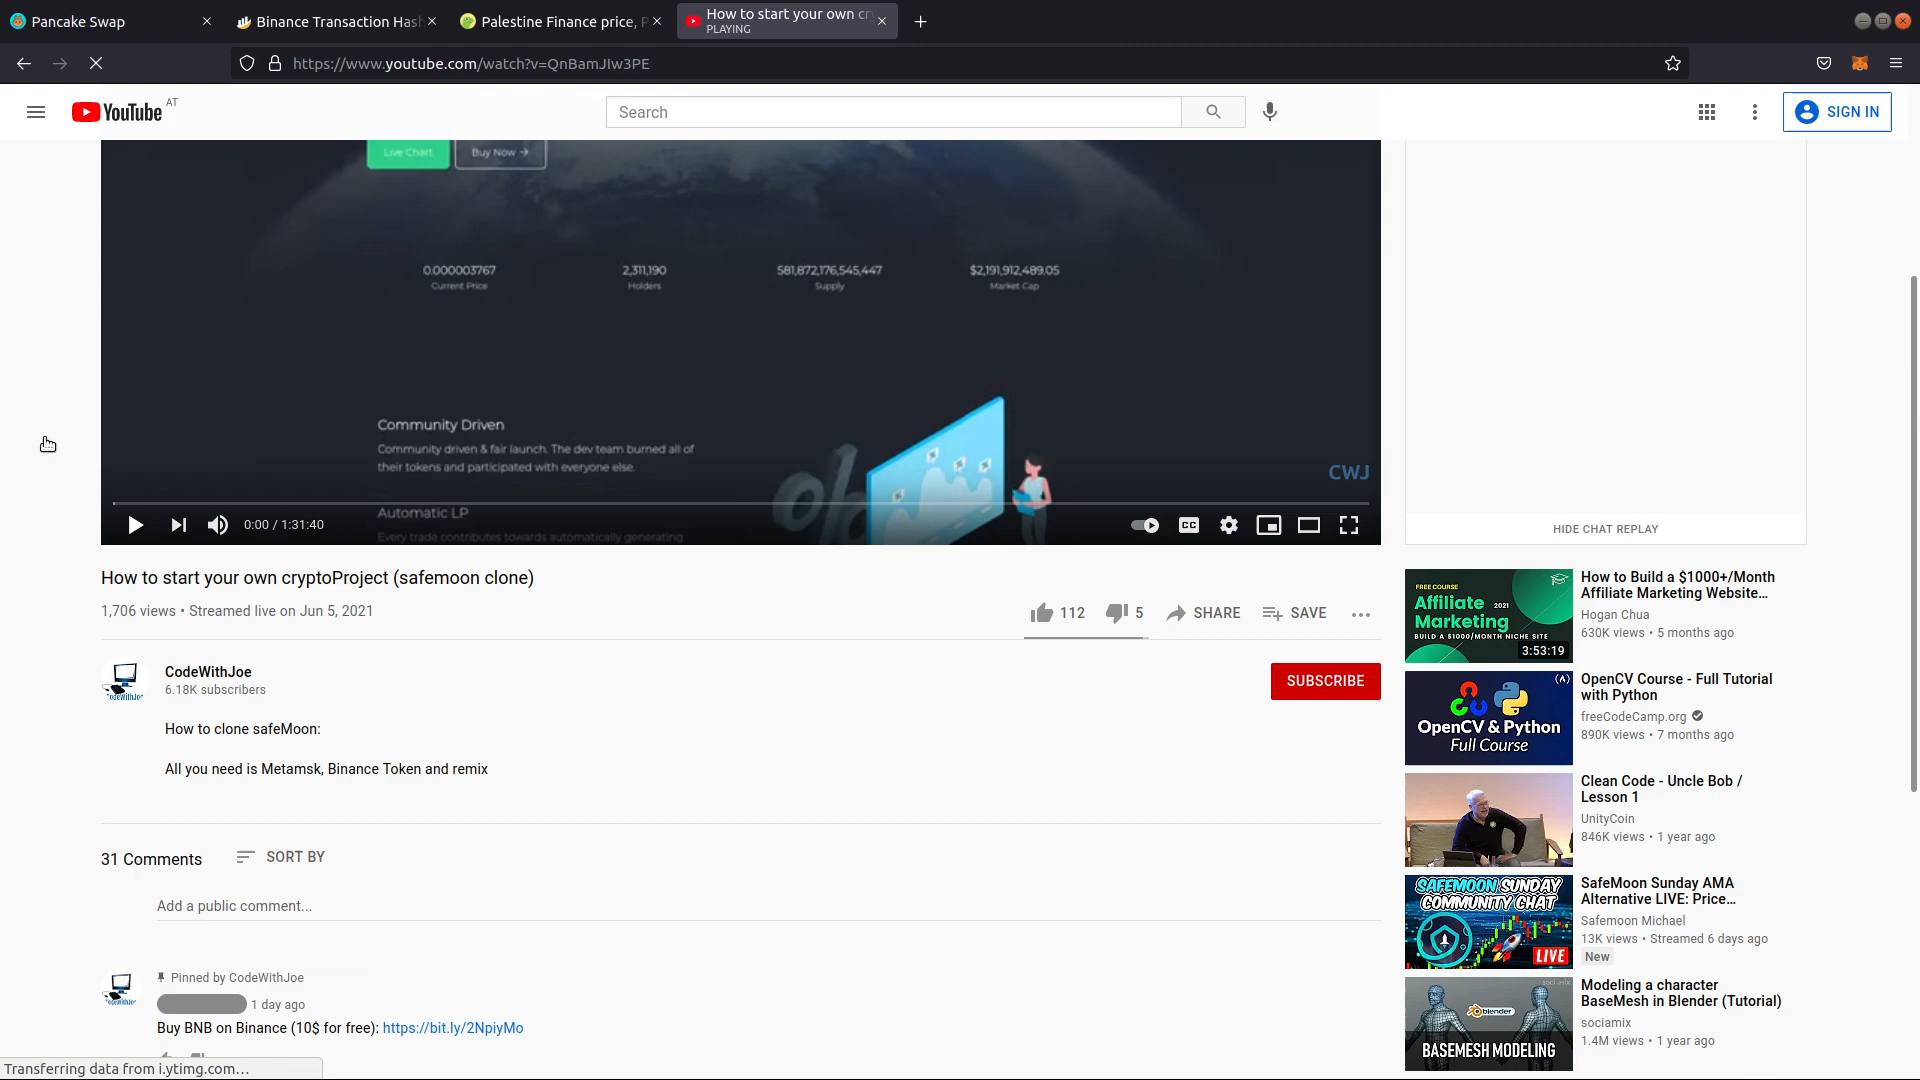 Pancake Swap
Binance Transaction Hash
Palestine Finance price, P
How to start your own cr
PLAYING
https://www.youtube.com/watch?v=QnBamJIw3PE
YouTube AT
Search
SIGN IN
Live Chart
Buy Now →
0.000003767
Current Price
2,311,190
Holders
581,872,176,545,447
Supply
$2,191,912,489.05
Market Cap
Community Driven
Community driven & fair launch. The dev team burned all of
their tokens and participated with everyone else.
CWJ
Automatic LP
Every trade contributes towards automatically generating
0:00 / 1:31:40
CC
HIDE CHAT REPLAY
How to start your own cryptoProject (safemoon clone)
1,706 views • Streamed live on Jun 5, 2021
112
5
SHARE
SAVE
CodeWithJoe
6.18K subscribers
SUBSCRIBE
How to clone safeMoon:
All you need is Metamsk, Binance Token and remix
31 Comments
SORT BY
Add a public comment...
Pinned by CodeWithJoe
1 day ago
Buy BNB on Binance (10$ for free): https://bit.ly/2NpiyMo
Transferring data from i.ytimg.com…
FREE COURSE
Affiliate 2021
Marketing
BUILD A $1000/MONTH NICHE SITE
3:53:19
How to Build a $1000+/Month
Affiliate Marketing Website...
Hogan Chua
630K views • 5 months ago
OpenCV & Python
Full Course
OpenCV Course - Full Tutorial
with Python
freeCodeCamp.org
890K views • 7 months ago
Clean Code - Uncle Bob /
Lesson 1
UnityCoin
846K views • 1 year ago
SAFEMOON SUNDAY
COMMUNITY CHAT
LIVE
SafeMoon Sunday AMA
Alternative LIVE: Price...
Safemoon Michael
13K views • Streamed 6 days ago
New
blender
BASEMESH MODELING
Modeling a character
BaseMesh in Blender (Tutorial)
sociamix
1.4M views • 1 year ago